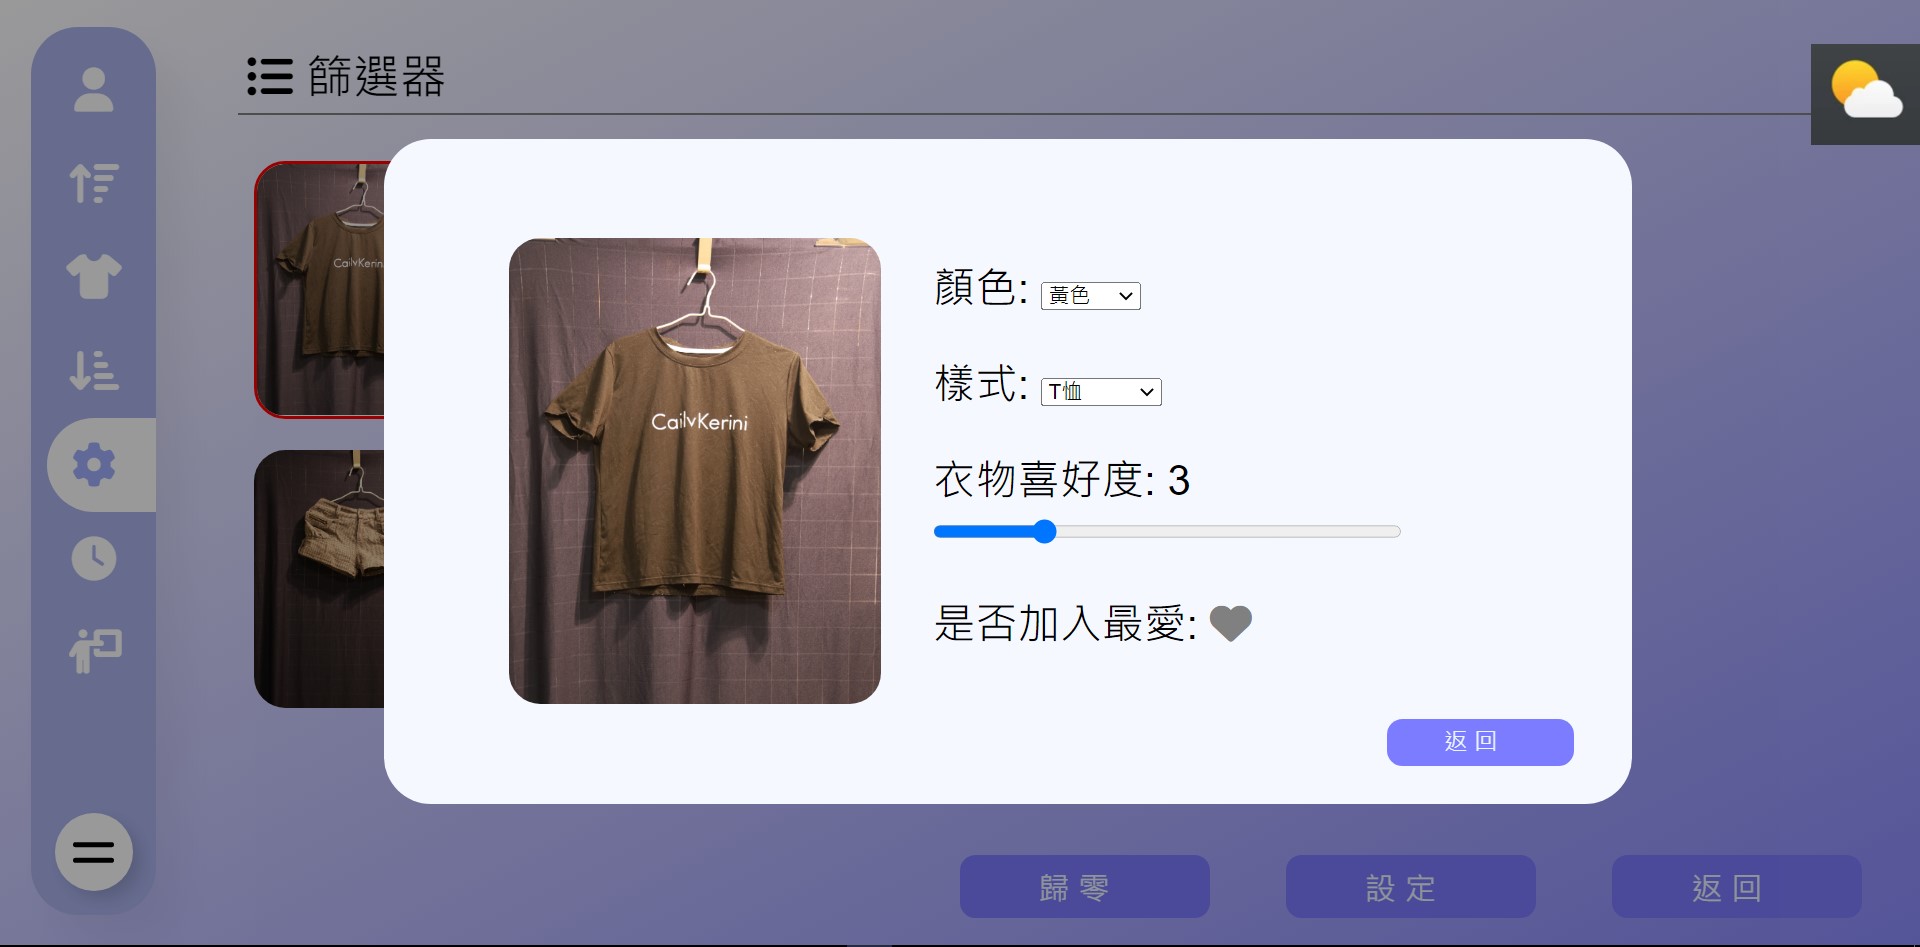 篩選器
CailvKerin
CailvKerini
顏色: 黃色
樣式: T恤
衣物喜好度: 3
是否加入最愛:
返回
歸零
設定
返回